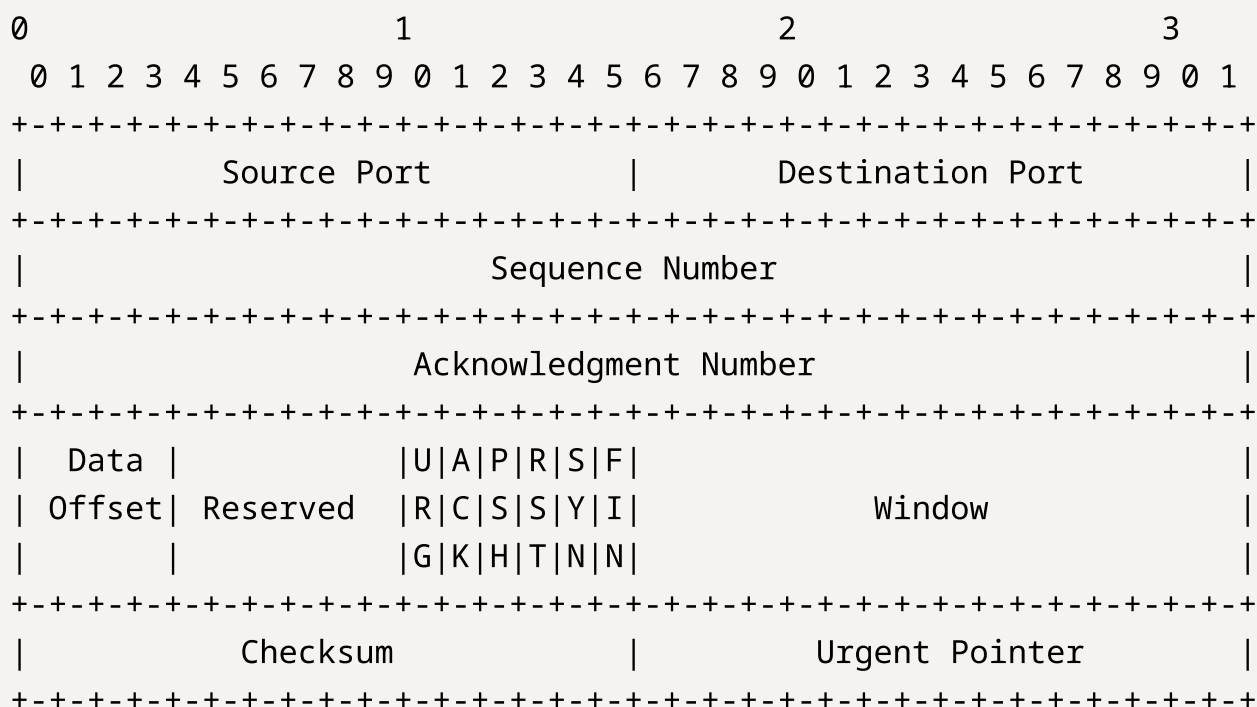 0                   1                   2                   3
 0 1 2 3 4 5 6 7 8 9 0 1 2 3 4 5 6 7 8 9 0 1 2 3 4 5 6 7 8 9 0 1
+-+-+-+-+-+-+-+-+-+-+-+-+-+-+-+-+-+-+-+-+-+-+-+-+-+-+-+-+-+-+-+-+
|          Source Port          |       Destination Port        |
+-+-+-+-+-+-+-+-+-+-+-+-+-+-+-+-+-+-+-+-+-+-+-+-+-+-+-+-+-+-+-+-+
|                        Sequence Number                        |
+-+-+-+-+-+-+-+-+-+-+-+-+-+-+-+-+-+-+-+-+-+-+-+-+-+-+-+-+-+-+-+-+
|                    Acknowledgment Number                      |
+-+-+-+-+-+-+-+-+-+-+-+-+-+-+-+-+-+-+-+-+-+-+-+-+-+-+-+-+-+-+-+-+
|  Data |           |U|A|P|R|S|F|                               |
| Offset| Reserved  |R|C|S|S|Y|I|            Window             |
|       |           |G|K|H|T|N|N|                               |
+-+-+-+-+-+-+-+-+-+-+-+-+-+-+-+-+-+-+-+-+-+-+-+-+-+-+-+-+-+-+-+-+
|           Checksum            |         Urgent Pointer        |
+-+-+-+-+-+-+-+-+-+-+-+-+-+-+-+-+-+-+-+-+-+-+-+-+-+-+-+-+-+-+-+-+